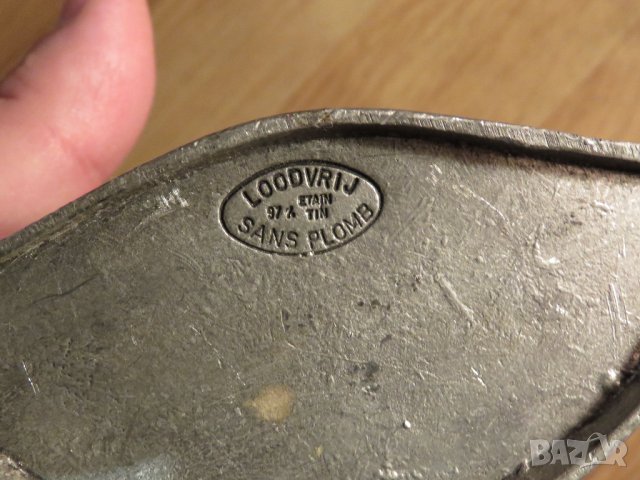 LOODVRIJ
ETAIN
97% TIN
SANS PLOMB
BAZAR